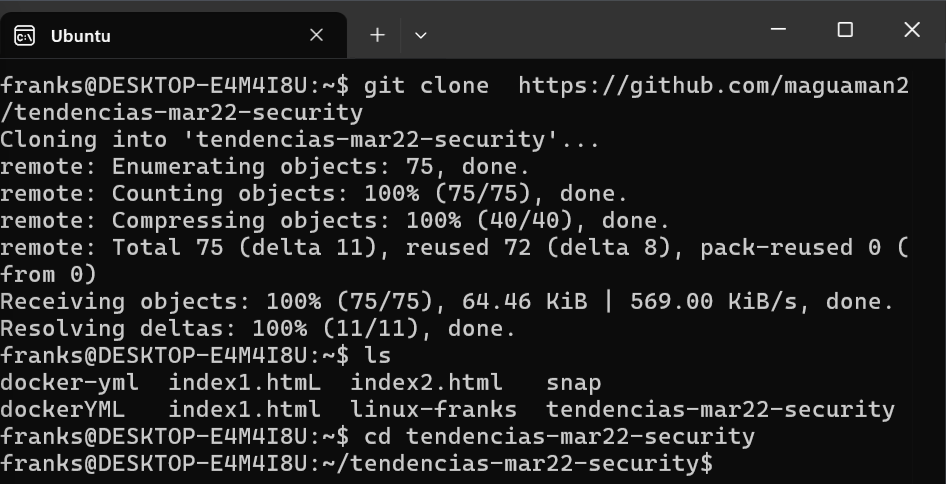 Ubuntu
franks@DESKTOP-E4M4I8U:~$ git clone  https://github.com/maguaman2
/tendencias-mar22-security
Cloning into 'tendencias-mar22-security'...
remote: Enumerating objects: 75, done.
remote: Counting objects: 100% (75/75), done.
remote: Compressing objects: 100% (40/40), done.
remote: Total 75 (delta 11), reused 72 (delta 8), pack-reused 0 (
from 0)
Receiving objects: 100% (75/75), 64.46 KiB | 569.00 KiB/s, done.
Resolving deltas: 100% (11/11), done.
franks@DESKTOP-E4M4I8U:~$ ls
docker-yml  index1.htmL  index2.html   snap
dockerYML   index1.html  linux-franks  tendencias-mar22-security
franks@DESKTOP-E4M4I8U:~$ cd tendencias-mar22-security
franks@DESKTOP-E4M4I8U:~/tendencias-mar22-security$